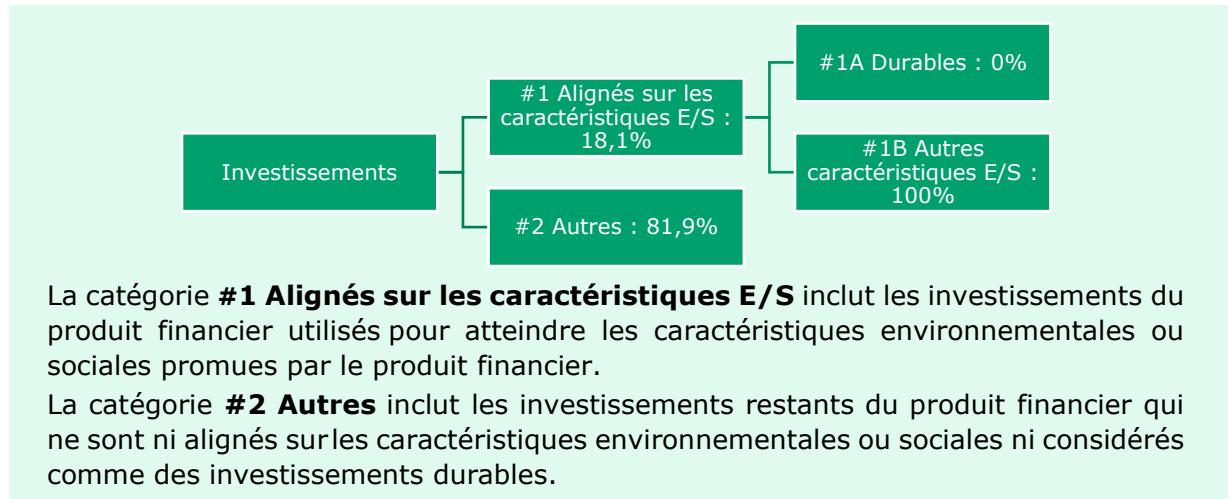 #1A Durables : 0%
#1 Alignés sur les
caractéristiques E/S :
18,1%
Investissements
#1B Autres
caractéristiques E/S :
100%
#2 Autres : 81,9%
La catégorie #1 Alignés sur les caractéristiques E/S inclut les investissements du
produit financier utilisés pour atteindre les caractéristiques environnementales ou
sociales promues par le produit financier.
La catégorie #2 Autres inclut les investissements restants du produit financier qui
ne sont ni alignés sur les caractéristiques environnementales ou sociales ni considérés
comme des investissements durables.